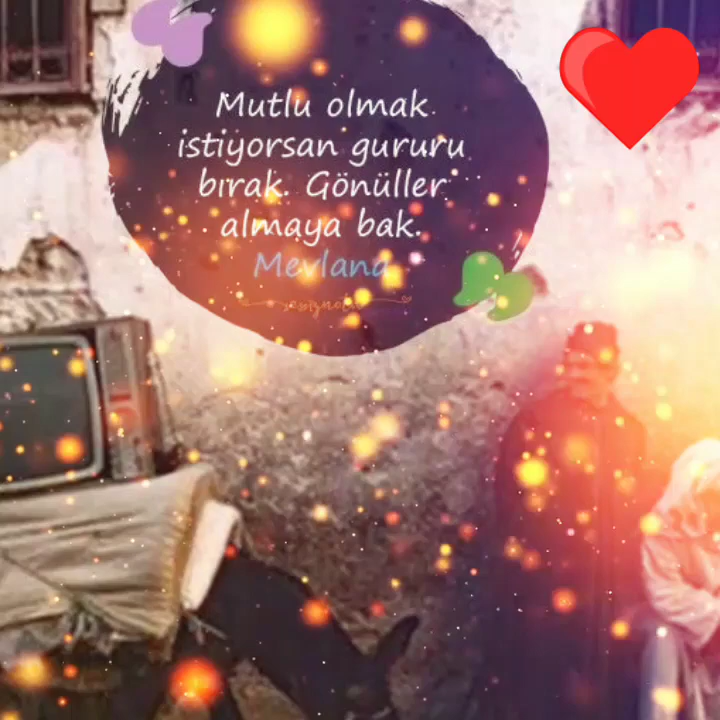 Mutlu olmak
istiyorsan gururu
bırak. Gönüller
almaya bak.
Mevlana